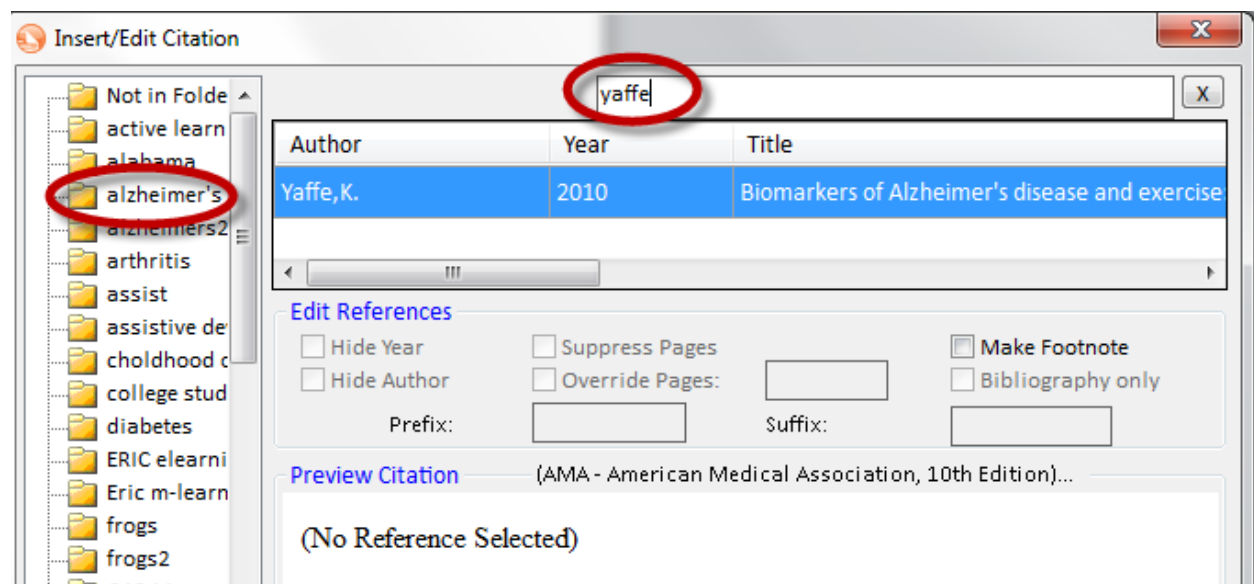 Insert/Edit Citation
x
Not in Folde
active learn
alabama
alzheimer's
alzheimers2
arthritis
assist
assistive de
choldhood c
college stud
diabetes
ERIC elearni
Eric m-learn
frogs
frogs2
yaffe
X
Author Year Title
Yaffe,K. 2010 Biomarkers of Alzheimer's disease and exercise
Edit References
Hide Year Suppress Pages Make Footnote
Hide Author Override Pages: Bibliography only
Prefix: Suffix:
Preview Citation (AMA - American Medical Association, 10th Edition)...
(No Reference Selected)